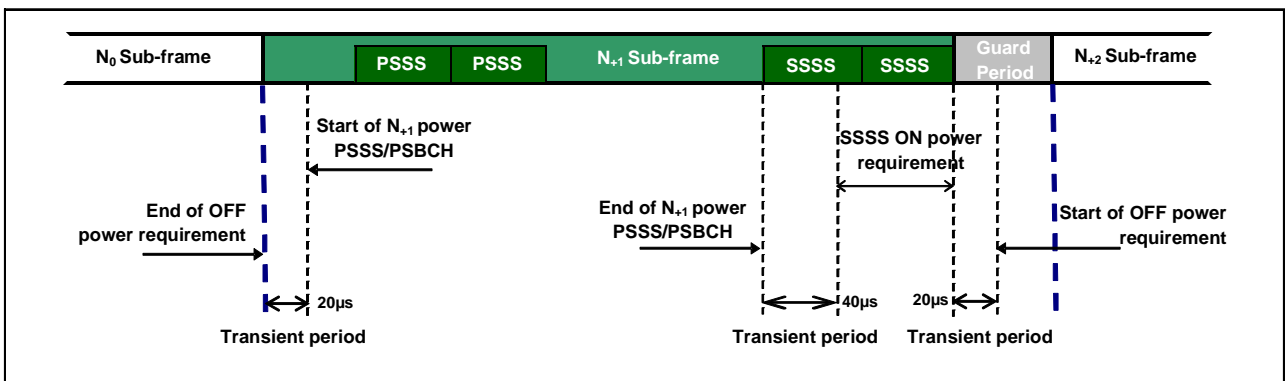 N₀ Sub-frame
PSSS
PSSS
N₊₁ Sub-frame
SSSS
SSSS
Guard
Period
N₊₂ Sub-frame
Start of N₊₁ power
PSSS/PSBCH
SSSS ON power
requirement
End of OFF
power requirement
End of N₊₁ power
PSSS/PSBCH
Start of OFF power
requirement
20µs
40µs
20µs
Transient period
Transient period
Transient period